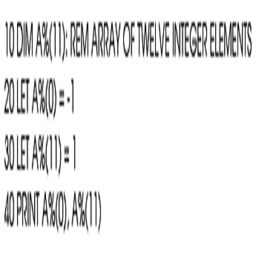 10 DIM A%(11): REM ARRAY OF TWELVE INTEGER ELEMENTS
20 LET A%(0) = -1
30 LET A%(11) = 1
40 PRINT A%(0), A%(11)